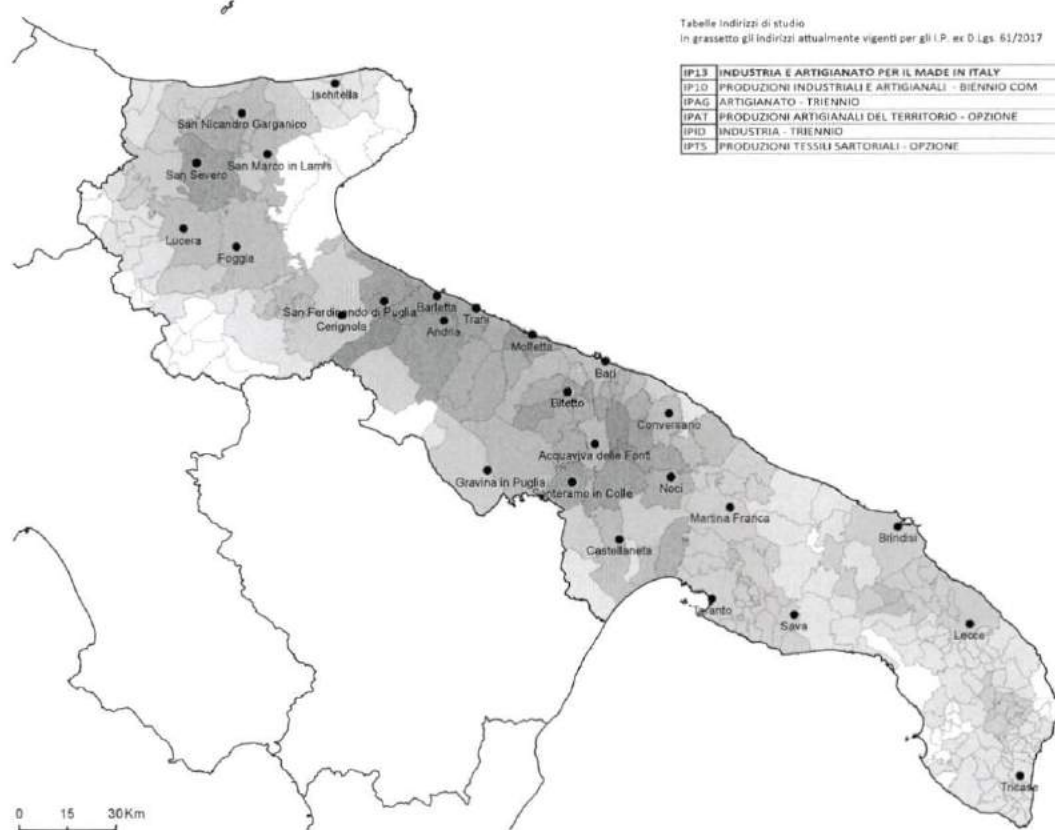 Tabelle Indirizzi di studio
in grassetto gli indirizzi attualmente vigenti per gli I.P. ex D.Lgs. 61/2017
IP13 INDUSTRIA E ARTIGIANATO PER IL MADE IN ITALY
IP10 PRODUZIONI INDUSTRIALI E ARTIGIANALI - BIENNIO COM
IPAG ARTIGIANATO - TRIENNIO
IPAT PRODUZIONI ARTIGIANALI DEL TERRITORIO - OPZIONE
IPID INDUSTRIA - TRIENNIO
IPTS PRODUZIONI TESSILI SARTORIALI - OPZIONE
Ischitella
San Nicandro Garganico
San Marco in Lamis
San Severo
Lucera
Foggia
San Ferdinando di Puglia
Barletta
Trani
Cerignola
Andria
Molfetta
Bari
Bitetto
Conversano
Acquaviva delle Fonti
Gravina in Puglia
Santeramo in Colle
Noci
Martina Franca
Brindisi
Castellaneta
Taranto
Sava
Lecce
Tricase
0 15 30 Km